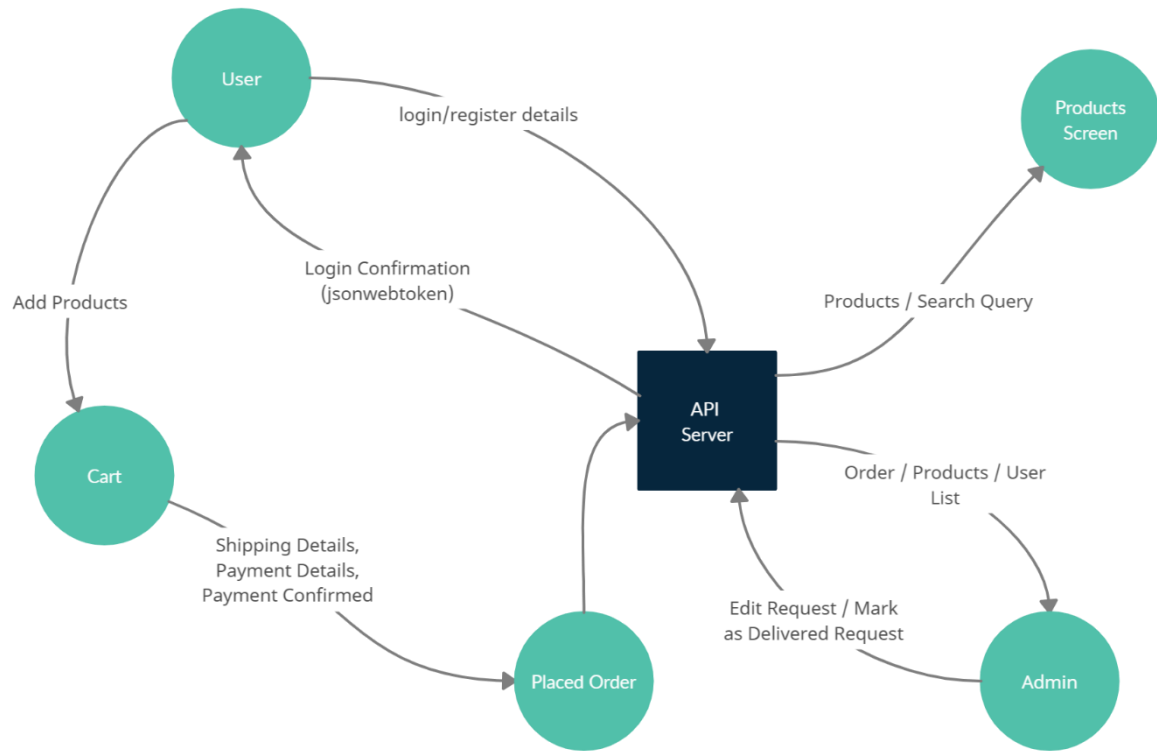 User
login/register details
Products
Screen
Login Confirmation
(jsonwebtoken)
Add Products
Products / Search Query
API
Server
Cart
Order / Products / User
List
Shipping Details,
Payment Details,
Payment Confirmed
Edit Request / Mark
as Delivered Request
Placed Order
Admin